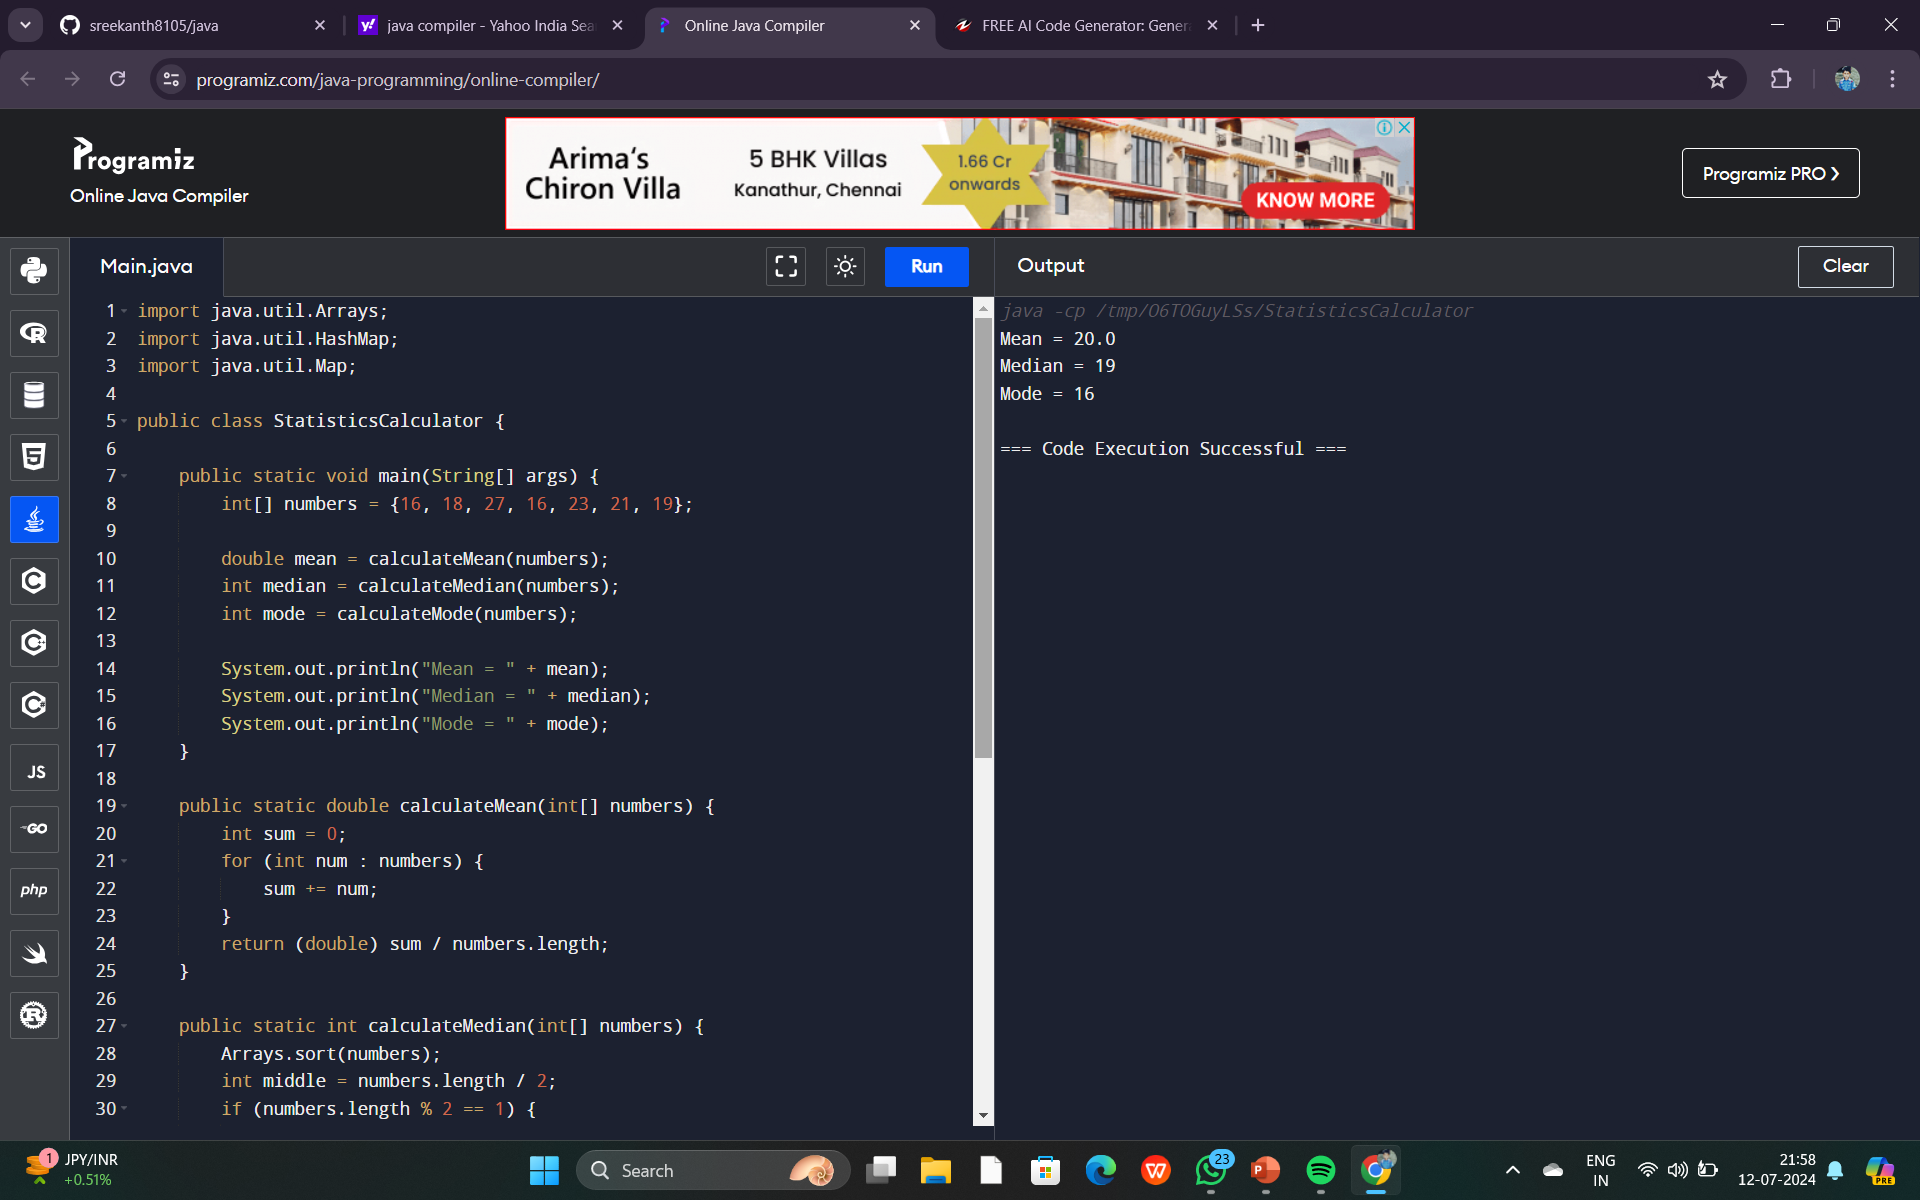 sreekanth8105/java
java compiler - Yahoo India Sea
Online Java Compiler
FREE AI Code Generator: Gener
programiz.com/java-programming/online-compiler/
Programiz
Online Java Compiler
Arima's
Chiron Villa
5 BHK Villas
Kanathur, Chennai
1.66 Cr
onwards
KNOW MORE
Programiz PRO
Main.java
Run
Output
Clear
1 import java.util.Arrays;
2 import java.util.HashMap;
3 import java.util.Map;
4
5 public class StatisticsCalculator {
6
7     public static void main(String[] args) {
8         int[] numbers = {16, 18, 27, 16, 23, 21, 19};
9
10         double mean = calculateMean(numbers);
11         int median = calculateMedian(numbers);
12         int mode = calculateMode(numbers);
13
14         System.out.println("Mean = " + mean);
15         System.out.println("Median = " + median);
16         System.out.println("Mode = " + mode);
17     }
18
19     public static double calculateMean(int[] numbers) {
20         int sum = 0;
21         for (int num : numbers) {
22             sum += num;
23         }
24         return (double) sum / numbers.length;
25     }
26
27     public static int calculateMedian(int[] numbers) {
28         Arrays.sort(numbers);
29         int middle = numbers.length / 2;
30         if (numbers.length % 2 == 1) {
java -cp /tmp/O6TOGuyLSs/StatisticsCalculator
Mean = 20.0
Median = 19
Mode = 16
=== Code Execution Successful ===
JS
GO
php
1
JPY/INR
+0.51%
Search
W
23
P
ENG
IN
21:58
12-07-2024
PRE